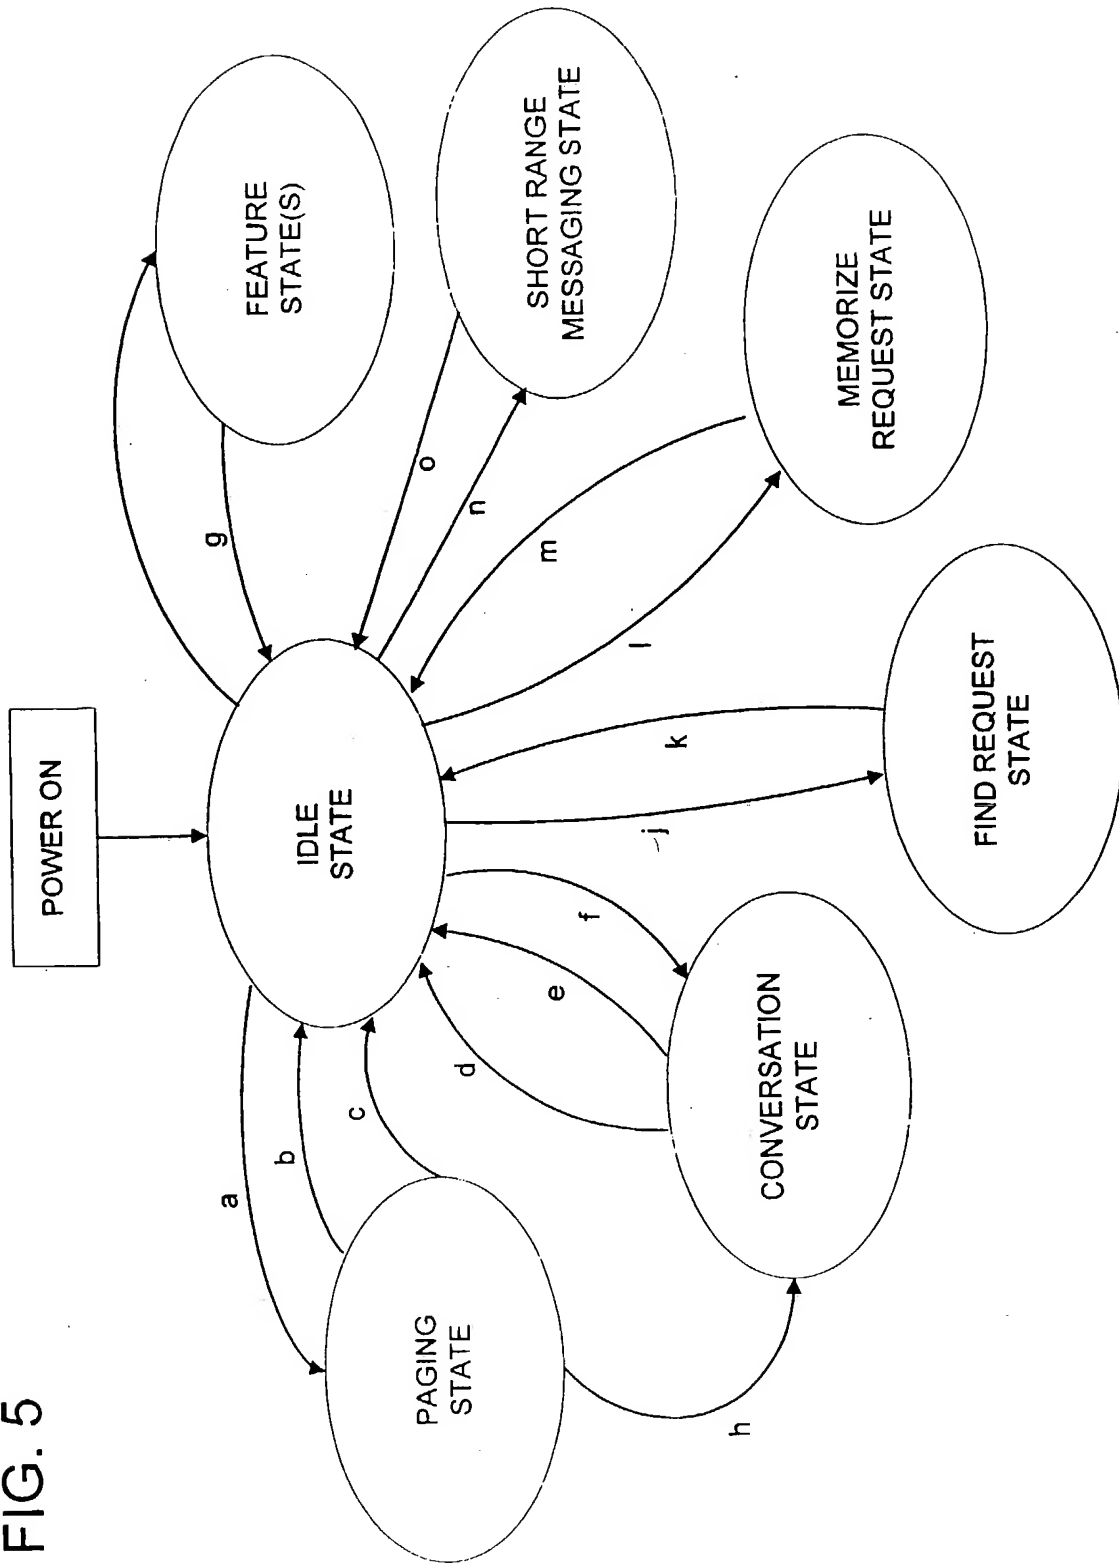 FIG. 5
POWER ON
IDLE
STATE
FEATURE
STATE(S)
SHORT RANGE
MESSAGING STATE
MEMORIZE
REQUEST STATE
FIND REQUEST
STATE
CONVERSATION
STATE
PAGING
STATE
a
b
c
d
e
f
g
h
j
k
l
m
n
o